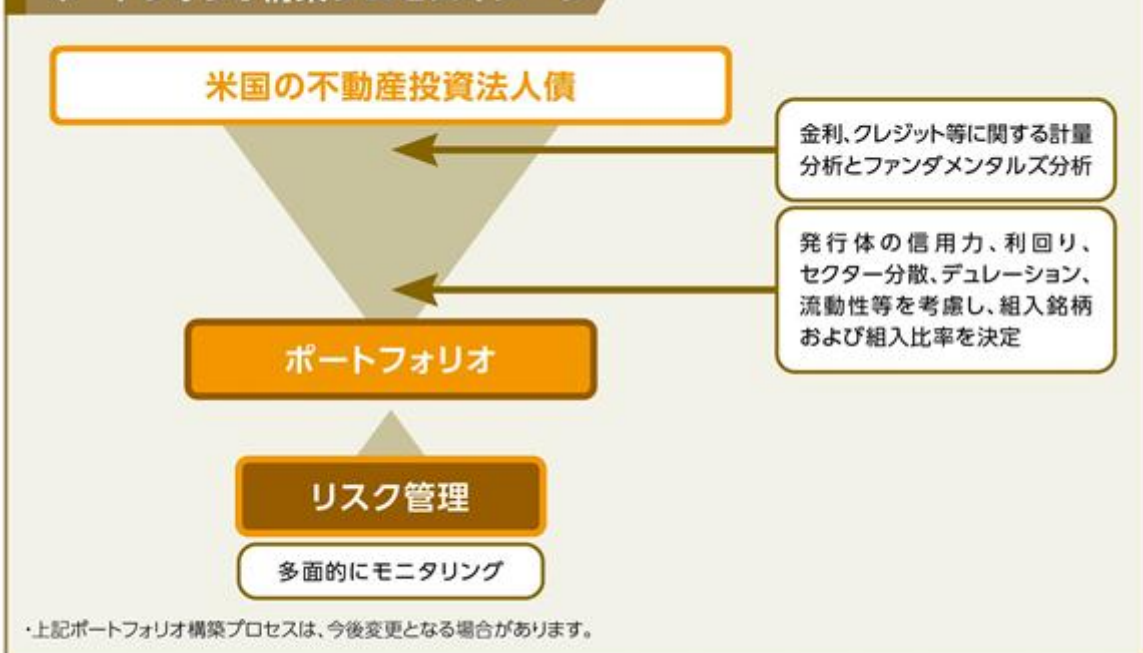 米国の不動産投資法人債
金利、クレジット等に関する計量
分析とファンダメンタルズ分析
発行体の信用力、利回り、
セクター分散、デュレーション、
流動性等を考慮し、組入銘柄
および組入比率を決定
ポートフォリオ
リスク管理
多面的にモニタリング
・上記ポートフォリオ構築プロセスは、今後変更となる場合があります。